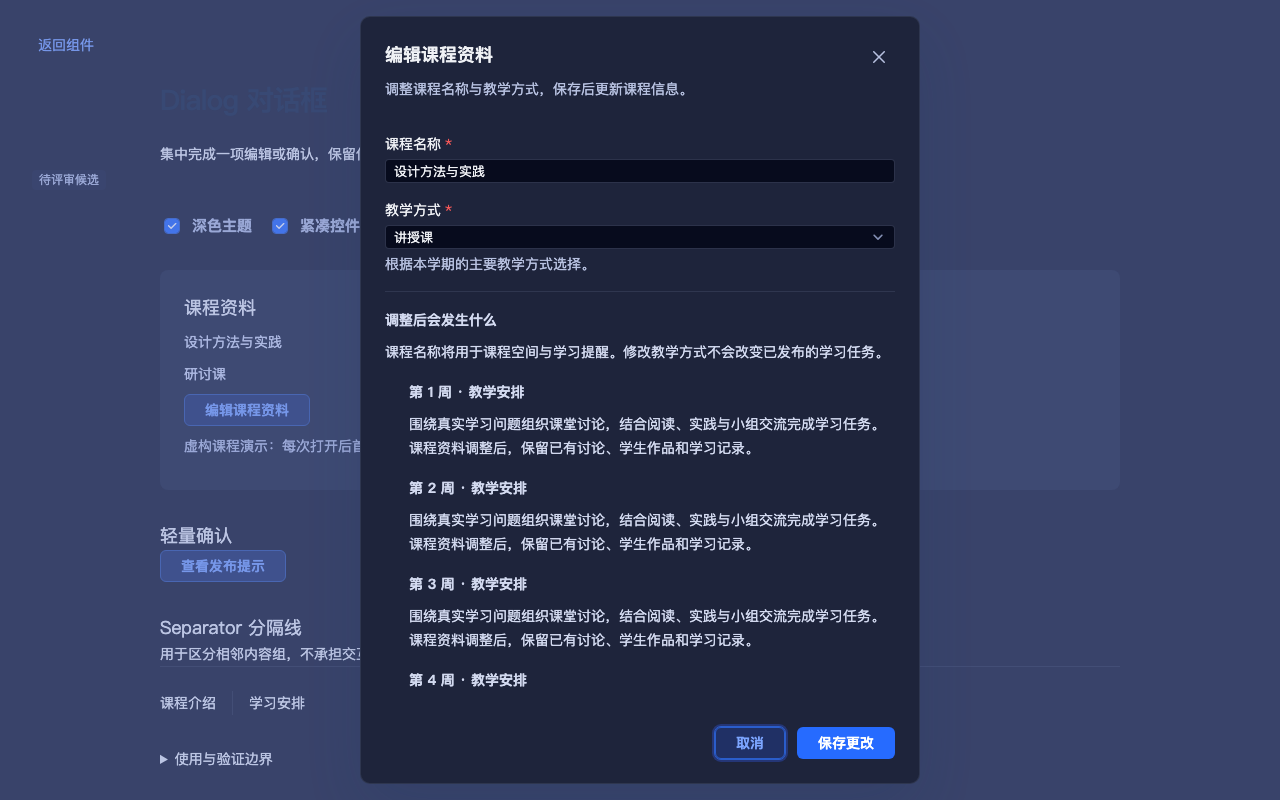 返回组件
Dialog 对话框
集中完成一项编辑或确认，保留
待评审候选
深色主题
紧凑控件
课程资料
设计方法与实践
研讨课
编辑课程资料
虚构课程演示：每次打开后
轻量确认
查看发布提示
Separator 分隔线
用于区分相邻内容组，不承担交
课程介绍
学习安排
使用与验证边界
编辑课程资料
调整课程名称与教学方式，保存后更新课程信息。
课程名称 *
设计方法与实践
教学方式 *
讲授课
根据本学期的主要教学方式选择。
调整后会发生什么
课程名称将用于课程空间与学习提醒。修改教学方式不会改变已发布的学习任务。
第 1 周 · 教学安排
围绕真实学习问题组织课堂讨论，结合阅读、实践与小组交流完成学习任务。
课程资料调整后，保留已有讨论、学生作品和学习记录。
第 2 周 · 教学安排
围绕真实学习问题组织课堂讨论，结合阅读、实践与小组交流完成学习任务。
课程资料调整后，保留已有讨论、学生作品和学习记录。
第 3 周 · 教学安排
围绕真实学习问题组织课堂讨论，结合阅读、实践与小组交流完成学习任务。
课程资料调整后，保留已有讨论、学生作品和学习记录。
第 4 周 · 教学安排
取消
保存更改